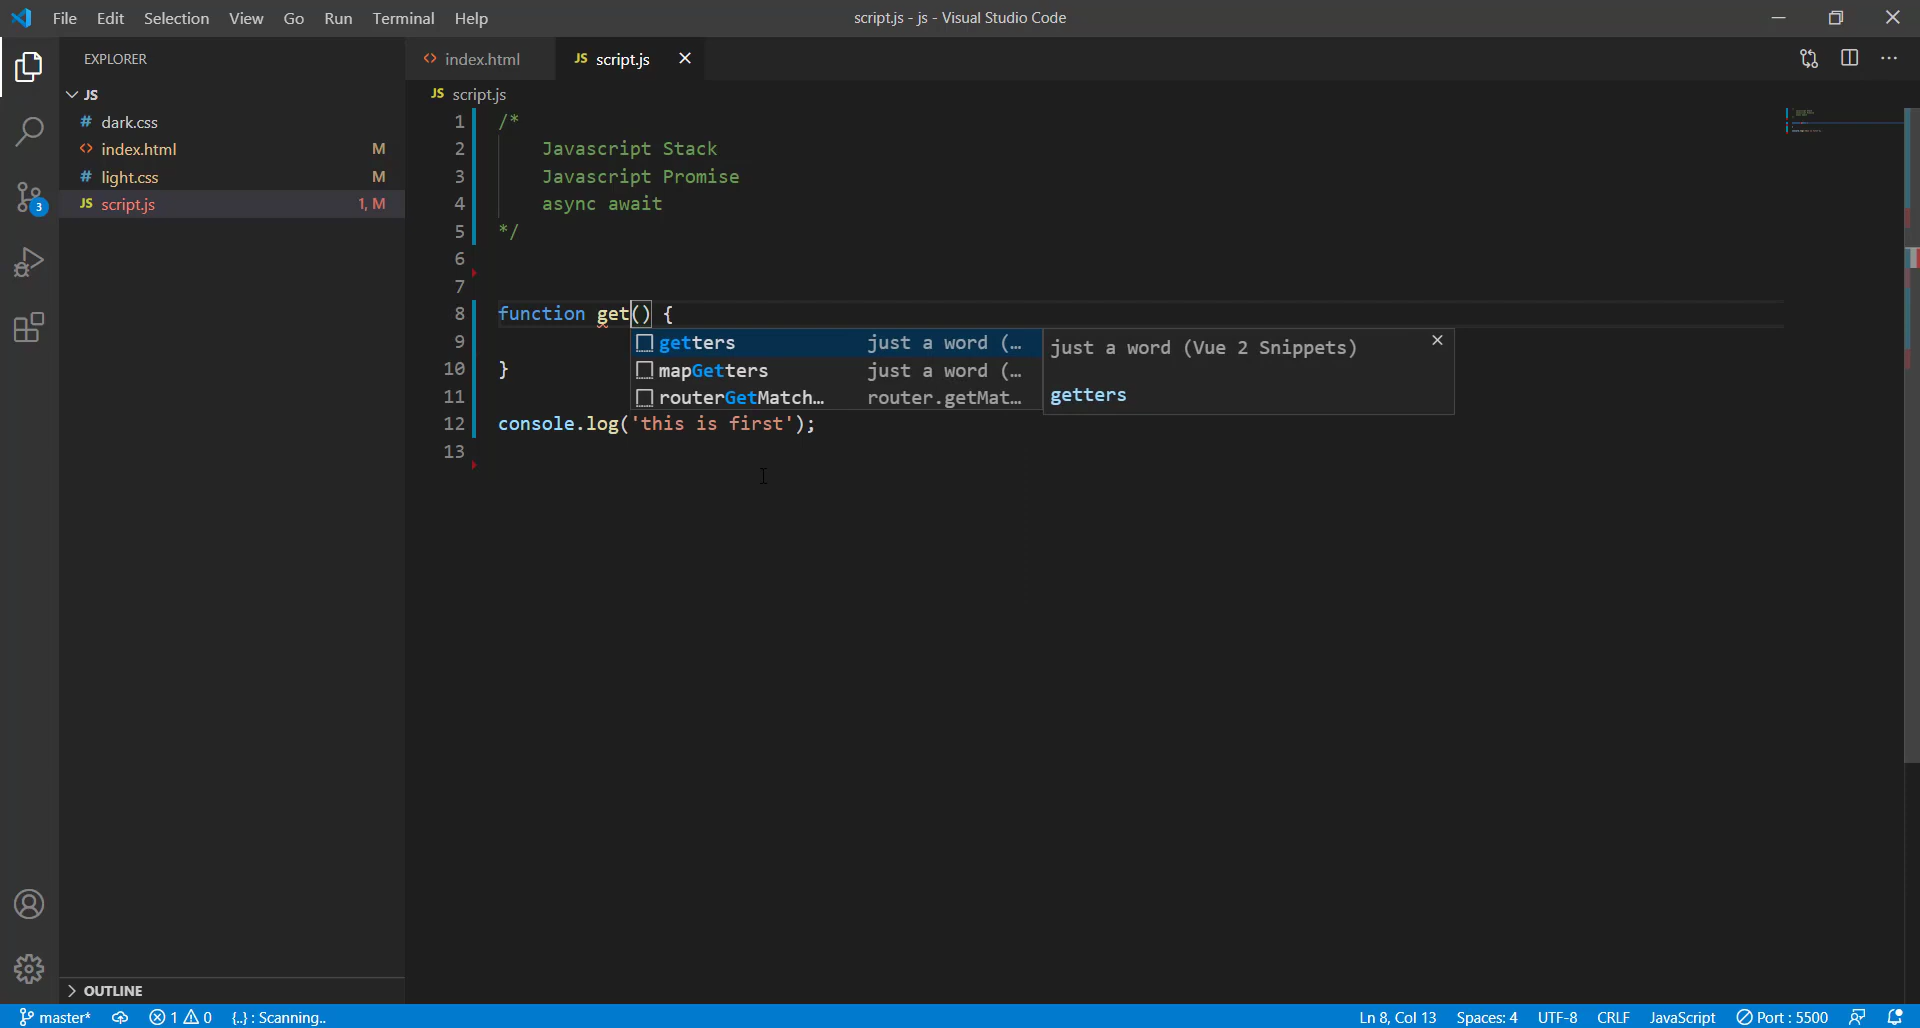 File Edit Selection View Go Run Terminal Help script.js - js - Visual Studio Code
EXPLORER
JS
# dark.css
<> index.html M
# light.css M
JS script.js 1, M
3
OUTLINE
<> index.html JS script.js
JS script.js
1 /*
2 Javascript Stack
3 Javascript Promise
4 async await
5 */
6
7
8 function get() {
9
10 }
11
12 console.log('this is first');
13
getters just a word (…
mapGetters just a word (…
routerGetMatch… router.getMat…
just a word (Vue 2 Snippets)
getters
master* 1 0 {..} : Scanning.. Ln 8, Col 13 Spaces: 4 UTF-8 CRLF JavaScript Port : 5500